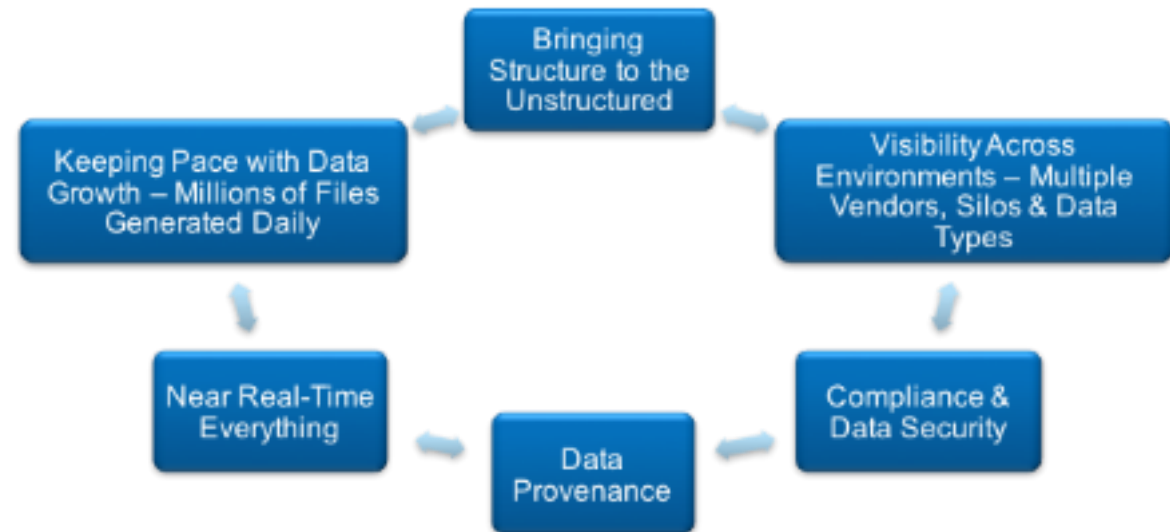 Bringing
Structure to the
Unstructured
Keeping Pace with Data
Growth – Millions of Files
Generated Daily
Visibility Across
Environments – Multiple
Vendors, Silos & Data
Types
Near Real-Time
Everything
Compliance &
Data Security
Data
Provenance